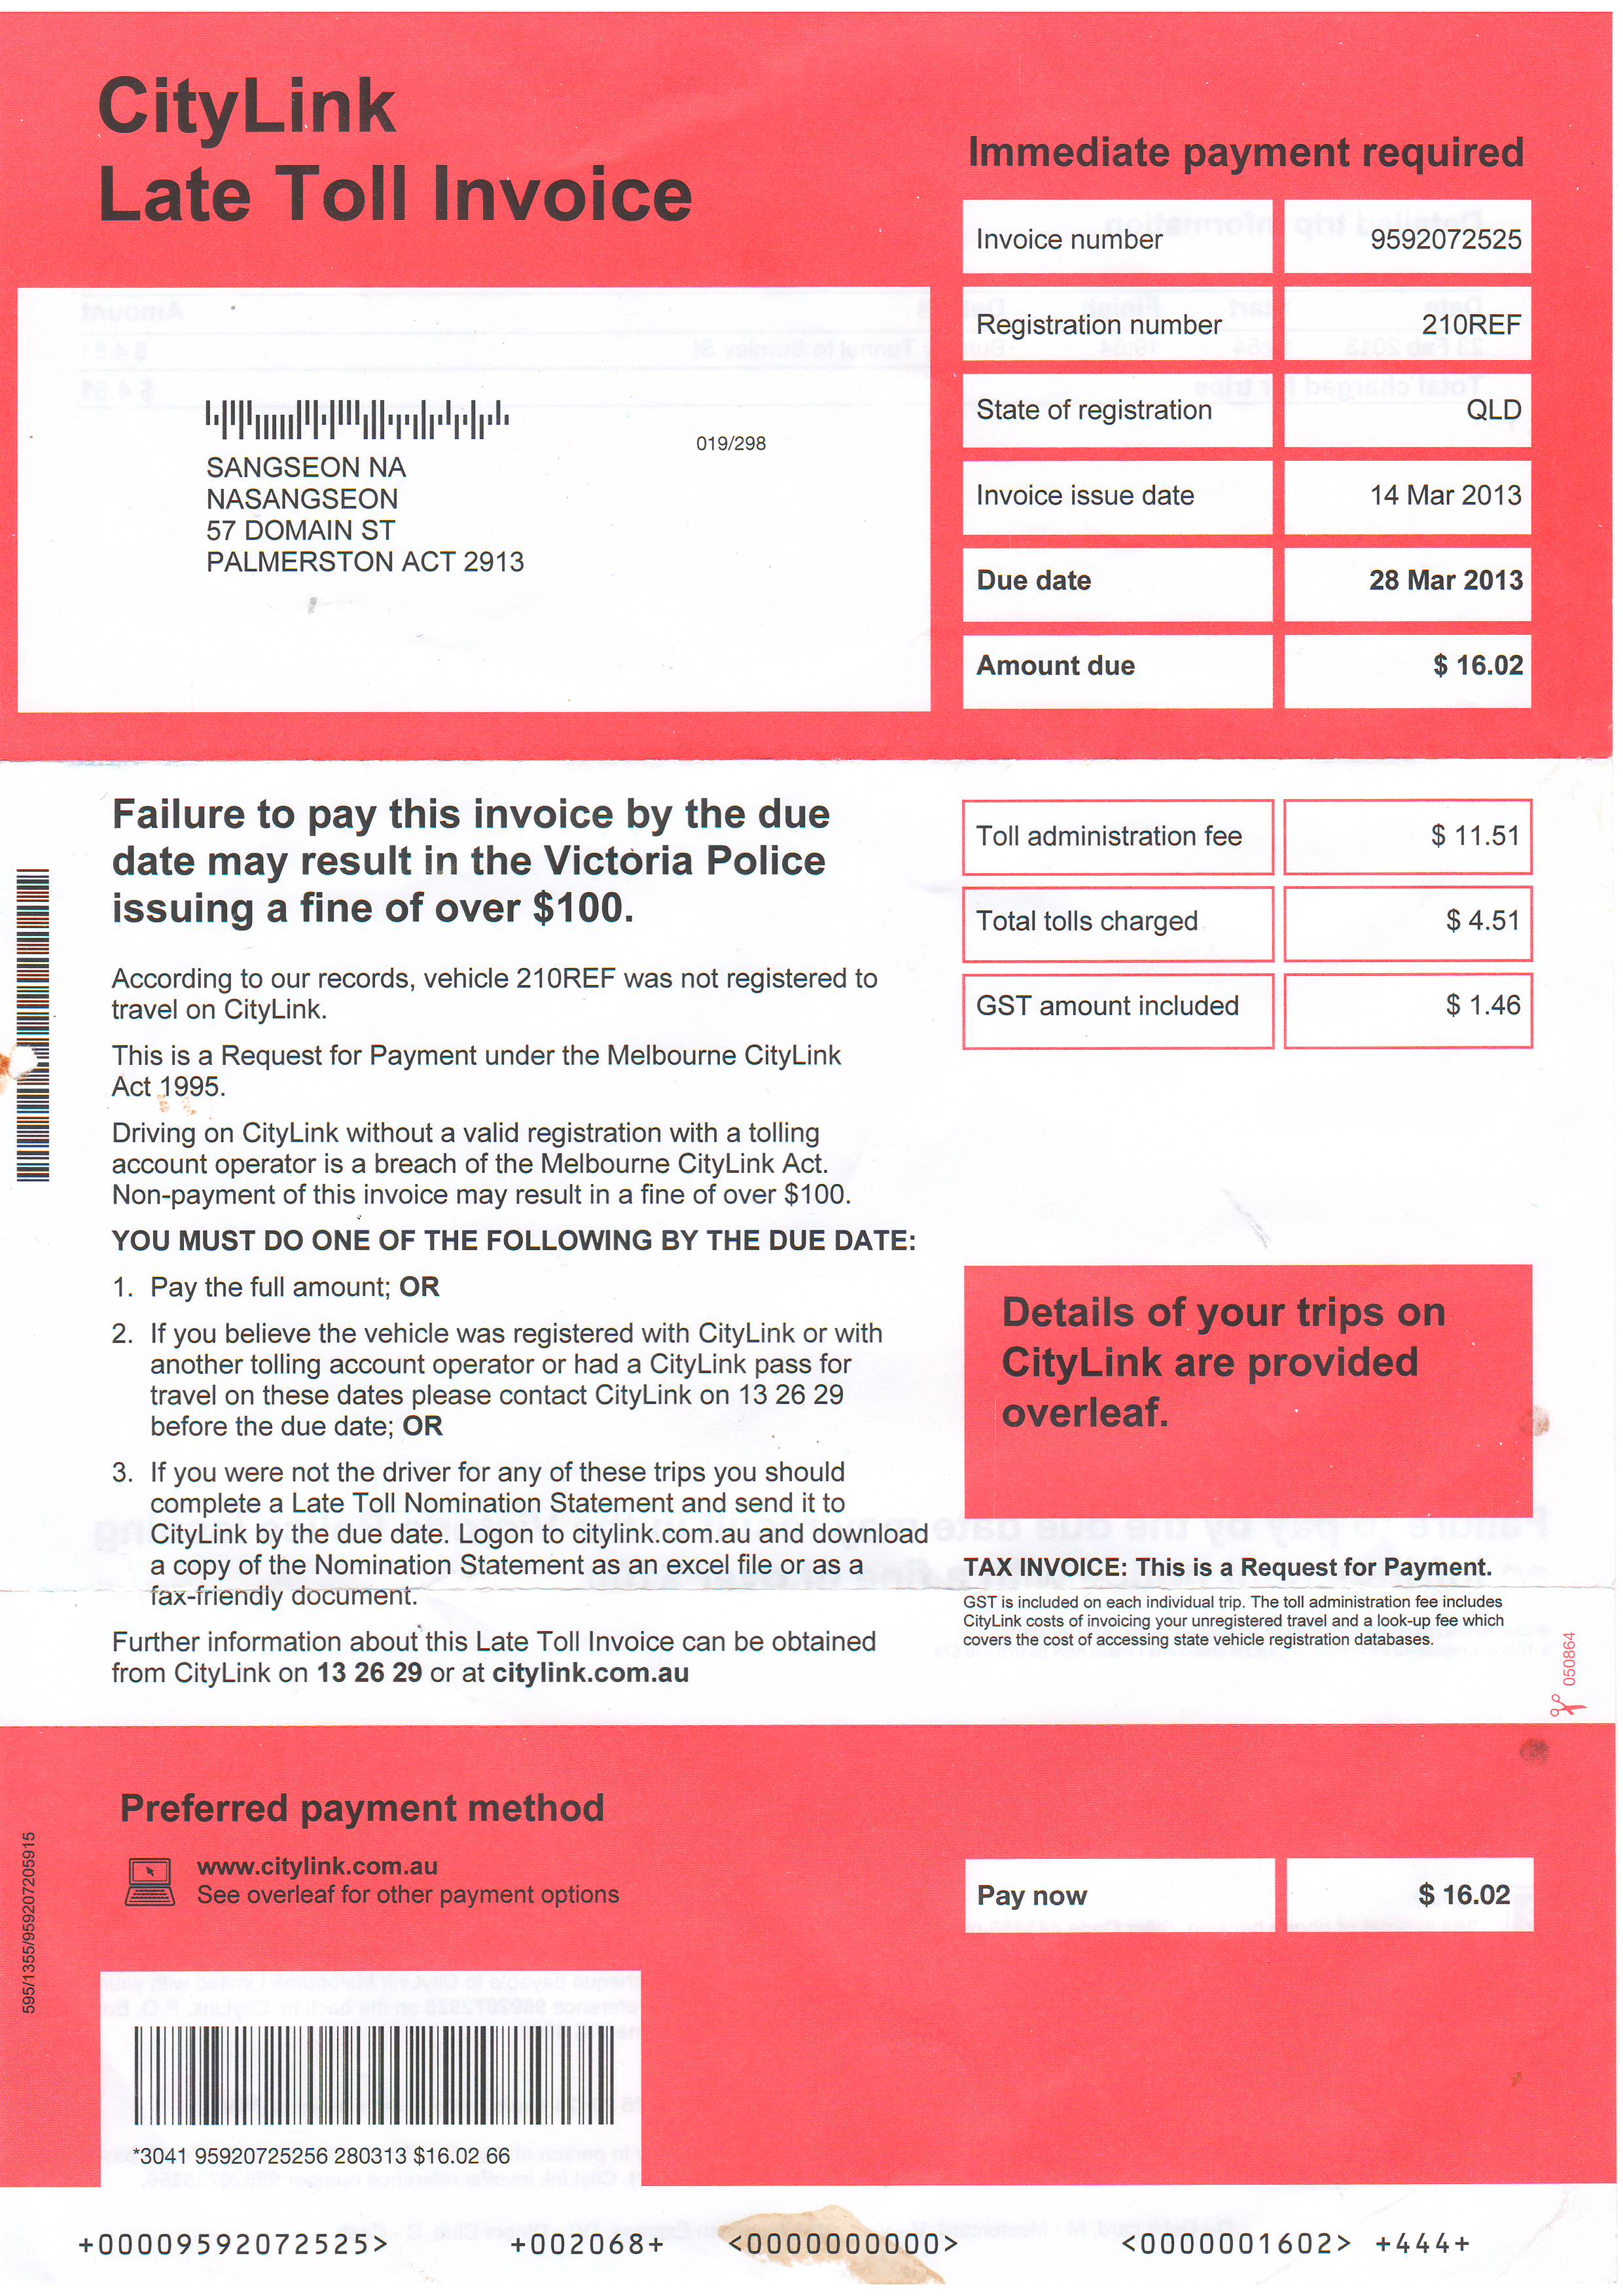 CityLink
Late Toll Invoice
Immediate payment required
Invoice number 9592072525
Registration number 210REF
State of registration QLD
Invoice issue date 14 Mar 2013
Due date 28 Mar 2013
Amount due $ 16.02
019/298
SANGSEON NA
NASANGSEON
57 DOMAIN ST
PALMERSTON ACT 2913
Failure to pay this invoice by the due
date may result in the Victoria Police
issuing a fine of over $100.
According to our records, vehicle 210REF was not registered to
travel on CityLink.
This is a Request for Payment under the Melbourne CityLink
Act 1995.
Driving on CityLink without a valid registration with a tolling
account operator is a breach of the Melbourne CityLink Act.
Non-payment of this invoice may result in a fine of over $100.
YOU MUST DO ONE OF THE FOLLOWING BY THE DUE DATE:
1. Pay the full amount; OR
2. If you believe the vehicle was registered with CityLink or with
another tolling account operator or had a CityLink pass for
travel on these dates please contact CityLink on 13 26 29
before the due date; OR
3. If you were not the driver for any of these trips you should
complete a Late Toll Nomination Statement and send it to
CityLink by the due date. Logon to citylink.com.au and download
a copy of the Nomination Statement as an excel file or as a
fax-friendly document.
Further information about this Late Toll Invoice can be obtained
from CityLink on 13 26 29 or at citylink.com.au
Toll administration fee $ 11.51
Total tolls charged $ 4.51
GST amount included $ 1.46
Details of your trips on
CityLink are provided
overleaf.
TAX INVOICE: This is a Request for Payment.
GST is included on each individual trip. The toll administration fee includes
CityLink costs of invoicing your unregistered travel and a look-up fee which
covers the cost of accessing state vehicle registration databases.
050864
Preferred payment method
www.citylink.com.au
See overleaf for other payment options
Pay now $ 16.02
595/1355/959207205915
*3041 95920725256 280313 $16.02 66
+00009592072525>
+002068+
<0000000000>
<0000001602> +444+